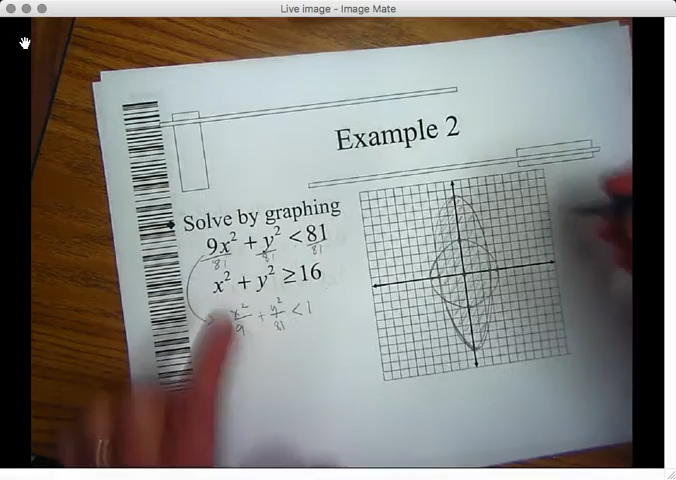 Live image - Image Mate
Example 2
Solve by graphing
9x² + y² < 81
81 81 81
x² + y² ≥ 16
x²/9 + y²/81 < 1